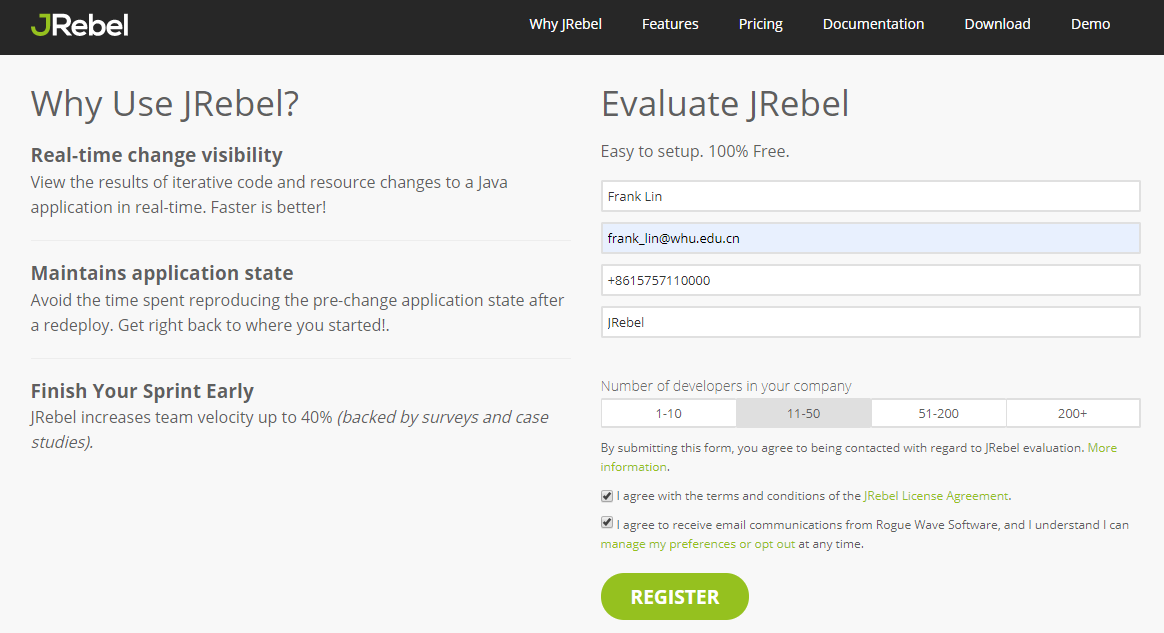 JRebel
Why JRebel
Features
Pricing
Documentation
Download
Demo
Why Use JRebel?
Real-time change visibility
View the results of iterative code and resource changes to a Java
application in real-time. Faster is better!
Maintains application state
Avoid the time spent reproducing the pre-change application state after
a redeploy. Get right back to where you started!.
Finish Your Sprint Early
JRebel increases team velocity up to 40% (backed by surveys and case
studies).
Evaluate JRebel
Easy to setup. 100% Free.
Frank Lin
frank_lin@whu.edu.cn
+8615757110000
JRebel
Number of developers in your company
1-10
11-50
51-200
200+
By submitting this form, you agree to being contacted with regard to JRebel evaluation. More
information.
I agree with the terms and conditions of the JRebel License Agreement.
I agree to receive email communications from Rogue Wave Software, and I understand I can
manage my preferences or opt out at any time.
REGISTER